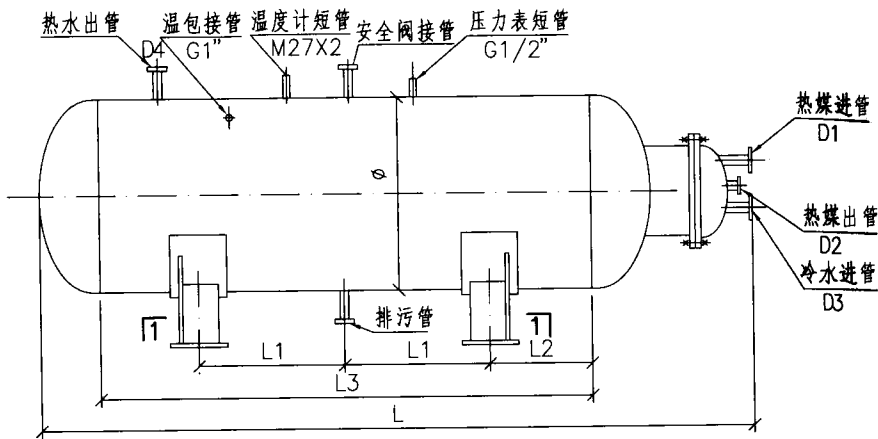 热水出管
D4
温包接管
G1”
温度计短管
M27X2
安全阀接管
压力表短管
G1/2”
热媒进管
D1
热媒出管
D2
冷水进管
D3
ø
排污管
1
1
L1
L1
L2
L3
L